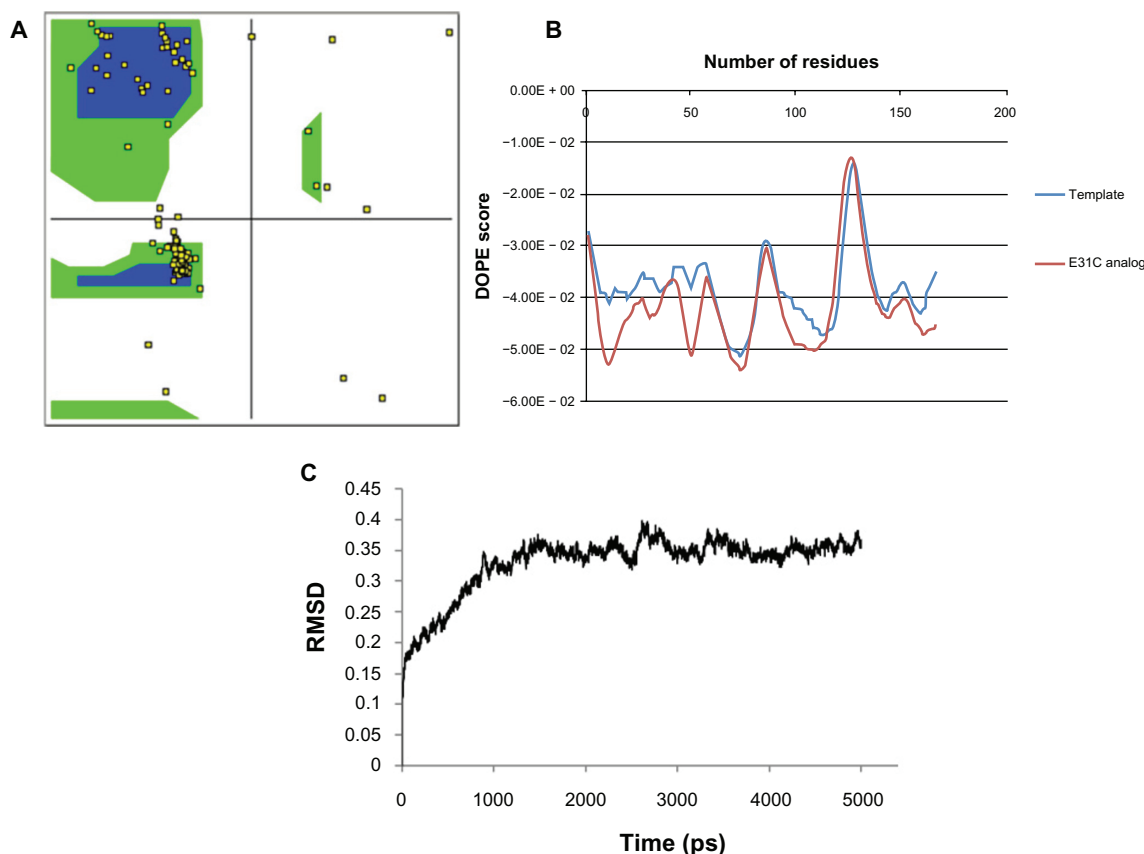 A
B
Number of residues
0.00E + 00
0
50
100
150
200
−1.00E − 02
−2.00E − 02
−3.00E − 02
−4.00E − 02
−5.00E − 02
−6.00E − 02
DOPE score
Template
E31C analog
C
0.45
0.4
0.35
0.3
0.25
0.2
0.15
0.1
0.05
0
RMSD
0
1000
2000
3000
4000
5000
Time (ps)